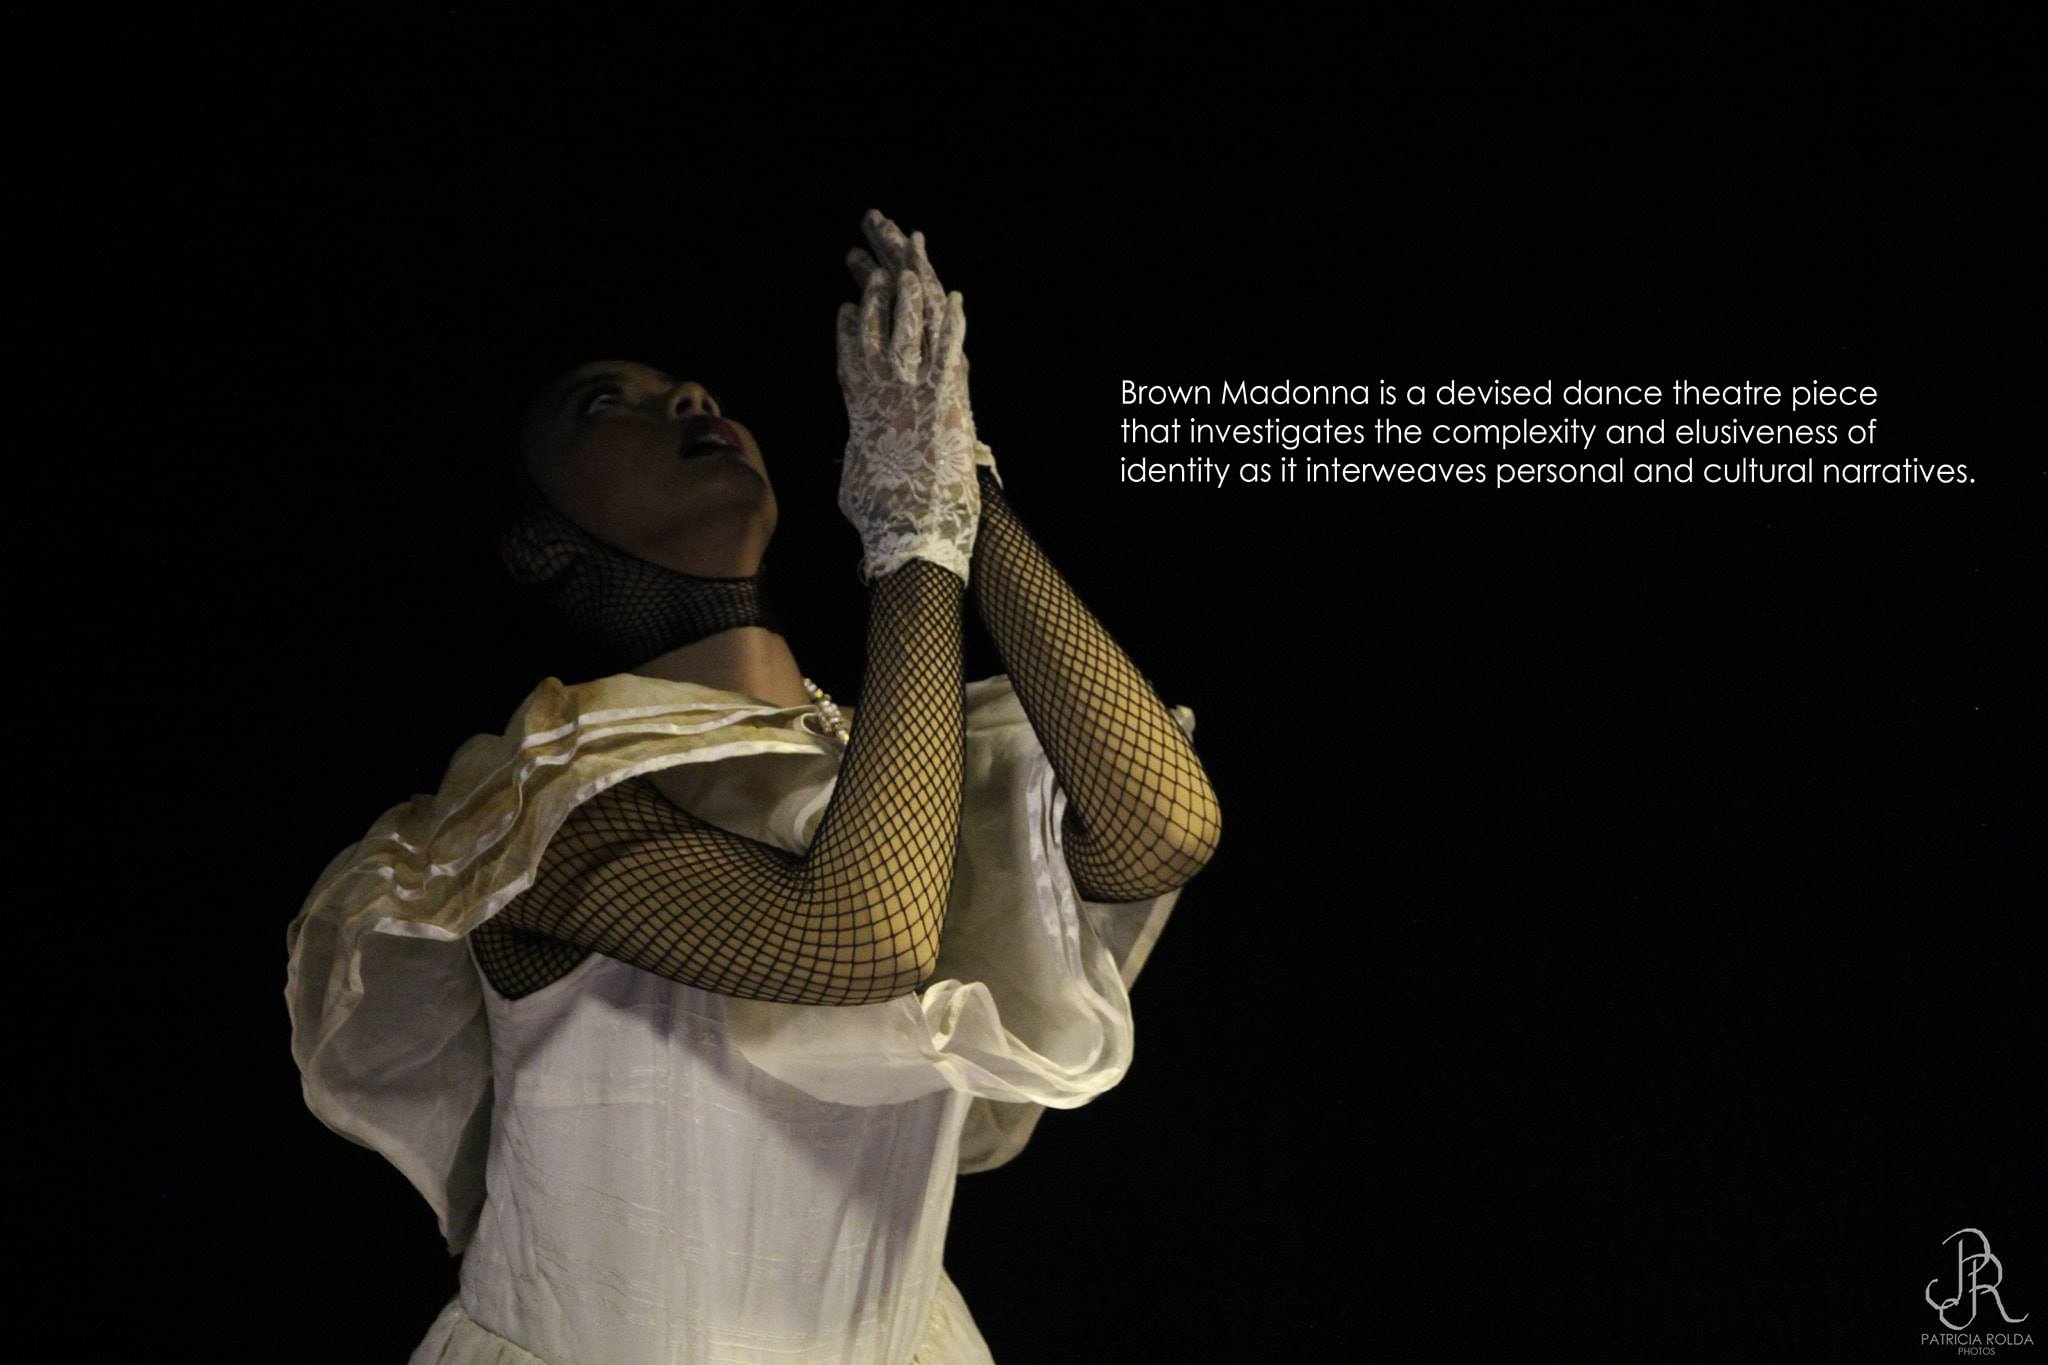 Brown Madonna is a devised dance theatre piece
that investigates the complexity and elusiveness of
identity as it interweaves personal and cultural narratives.
PR
PATRICIA ROLDA
PHOTOS